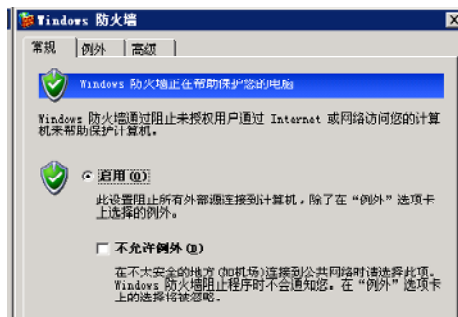 Windows 防火墙
常规 例外 高级
Windows 防火墙正在帮助保护您的电脑
Windows 防火墙通过阻止未授权用户通过 Internet 或网络访问您的计算
机来帮助保护计算机。
启用(O)
此设置阻止所有外部源连接到计算机，除了在“例外”选项卡
上选择的例外。
不允许例外(D)
在不太安全的地方(如机场)连接到公共网络时请选择此项。
Windows 防火墙阻止程序时不会通知您。在“例外”选项卡
上的选择将被忽略。